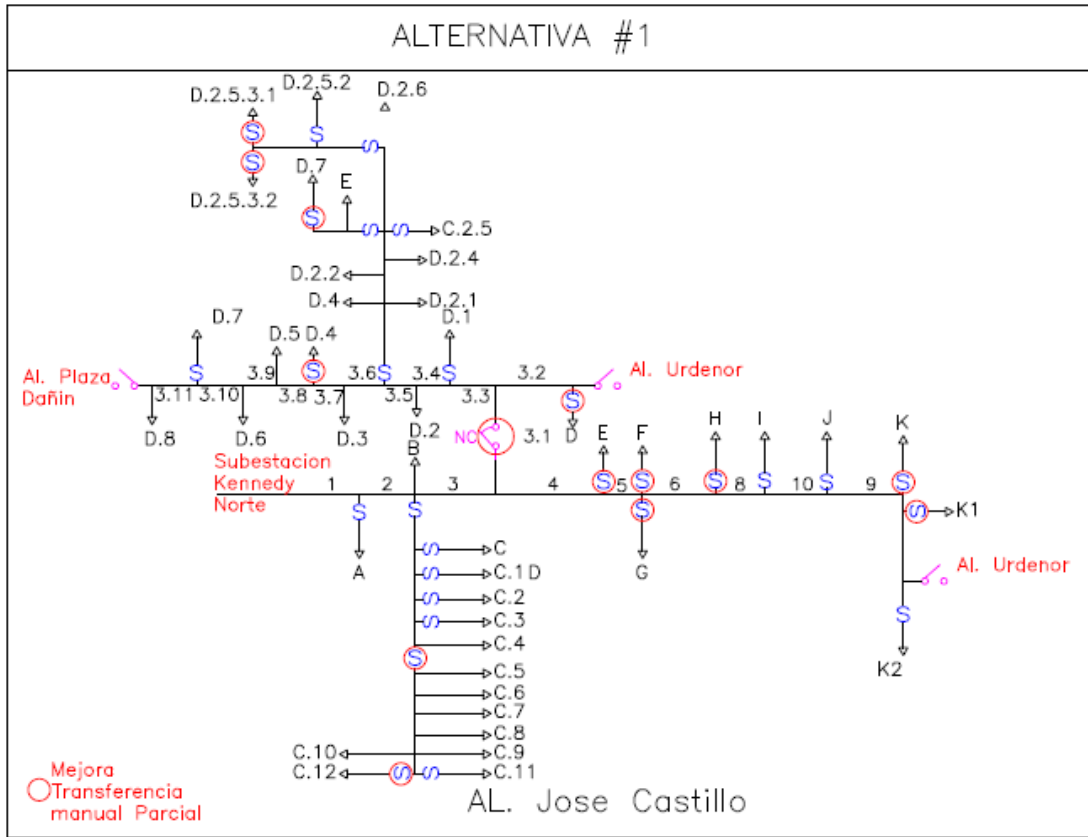 ALTERNATIVA #1
D.2.5.3.1
D.2.5.2
D.2.6
S
S
S
S
D.2.5.3.2
D.7
E
S
S
S
C.2.5
D.2.4
D.2.2
D.4
D.2.1
D.7
D.5
D.4
D.1
Al. Plaza
Dañin
S
3.9
S
3.6
S
3.4
S
3.2
Al. Urdenor
3.11
3.10
3.8
3.7
3.5
3.3
S
D.8
D.6
D.3
D.2
NC
3.1
D
B
E
F
H
I
J
K
Subestacion
Kennedy
Norte
1
2
3
4
S
5
S
6
S
8
S
10
S
9
S
S
S
S
S
K1
A
G
S
C
Al. Urdenor
S
C.1D
S
C.2
S
C.3
S
C.4
K2
S
C.5
C.6
C.7
C.8
C.10
C.9
C.12
S
S
C.11
Mejora
Transferencia
manual Parcial
AL. Jose Castillo